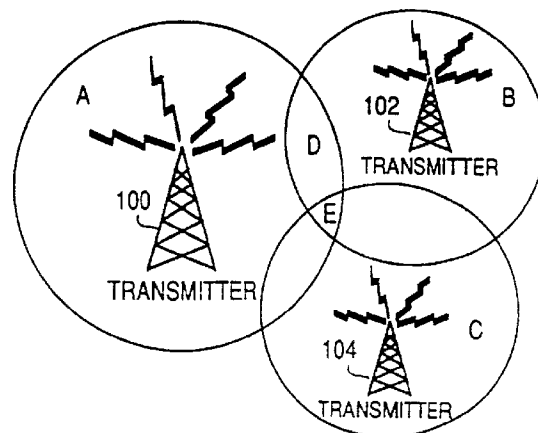 A
102
B
TRANSMITTER
D
100
E
TRANSMITTER
C
104
TRANSMITTER